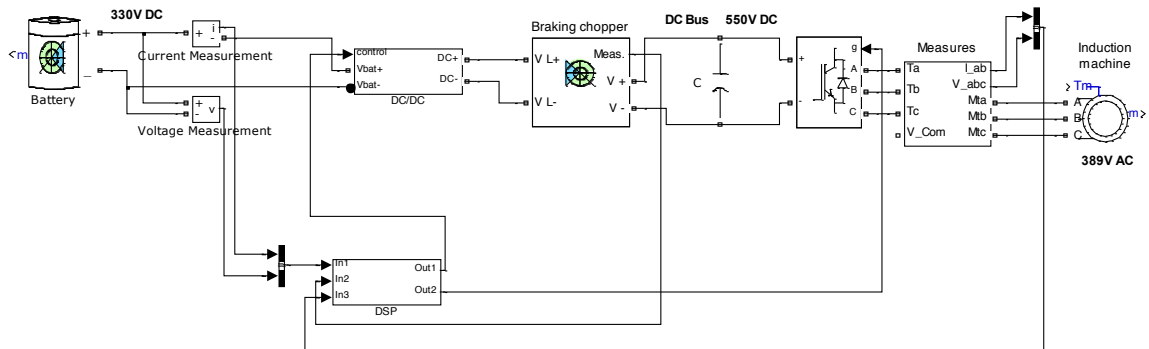 330V DC
<m
+
_
Battery
+
-
i
Current Measurement
+
-
v
Voltage Measurement
control
Vbat+
Vbat-
DC+
DC-
DC/DC
Braking chopper
V L+
V L-
Meas.
V +
V -
DC Bus 550V DC
C
+
-
g
A
B
C
Measures
Ta
Tb
Tc
V_Com
I_ab
V_abc
Mta
Mtb
Mtc
Induction
machine
Tm
A
B
C
m>
389V AC
In1
In2
In3
Out1
Out2
DSP